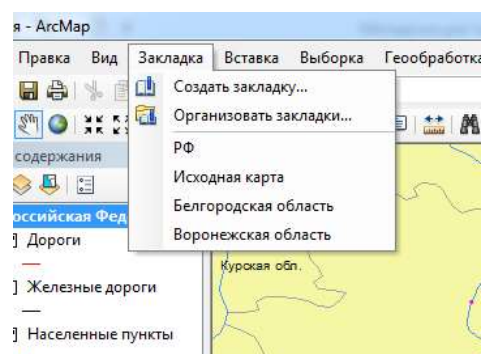 я - ArcMap
Правка Вид Закладка Вставка Выборка Геообработка
Создать закладку...
Организовать закладки...
содержания
РФ
Исходная карта
оссийская Фед
Белгородская область
Дороги
Воронежская область
Курская обл.
Железные дороги
Населенные пункты